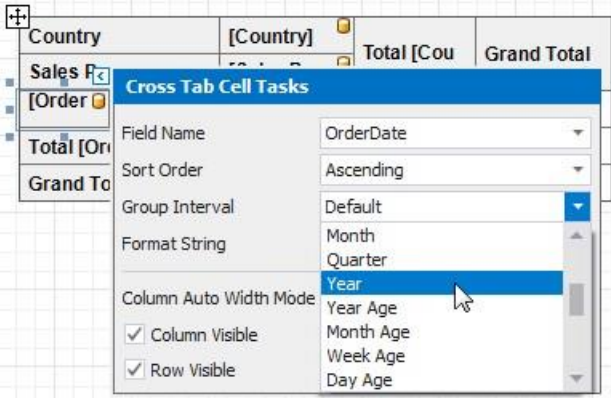 Country [Country] Total [Cou Grand Total
Sales P
[Order
Total [Or
Grand To
Cross Tab Cell Tasks
Field Name OrderDate
Sort Order Ascending
Group Interval Default
Format String
Month
Quarter
Year
Year Age
Month Age
Week Age
Day Age
Column Auto Width Mode
Column Visible
Row Visible